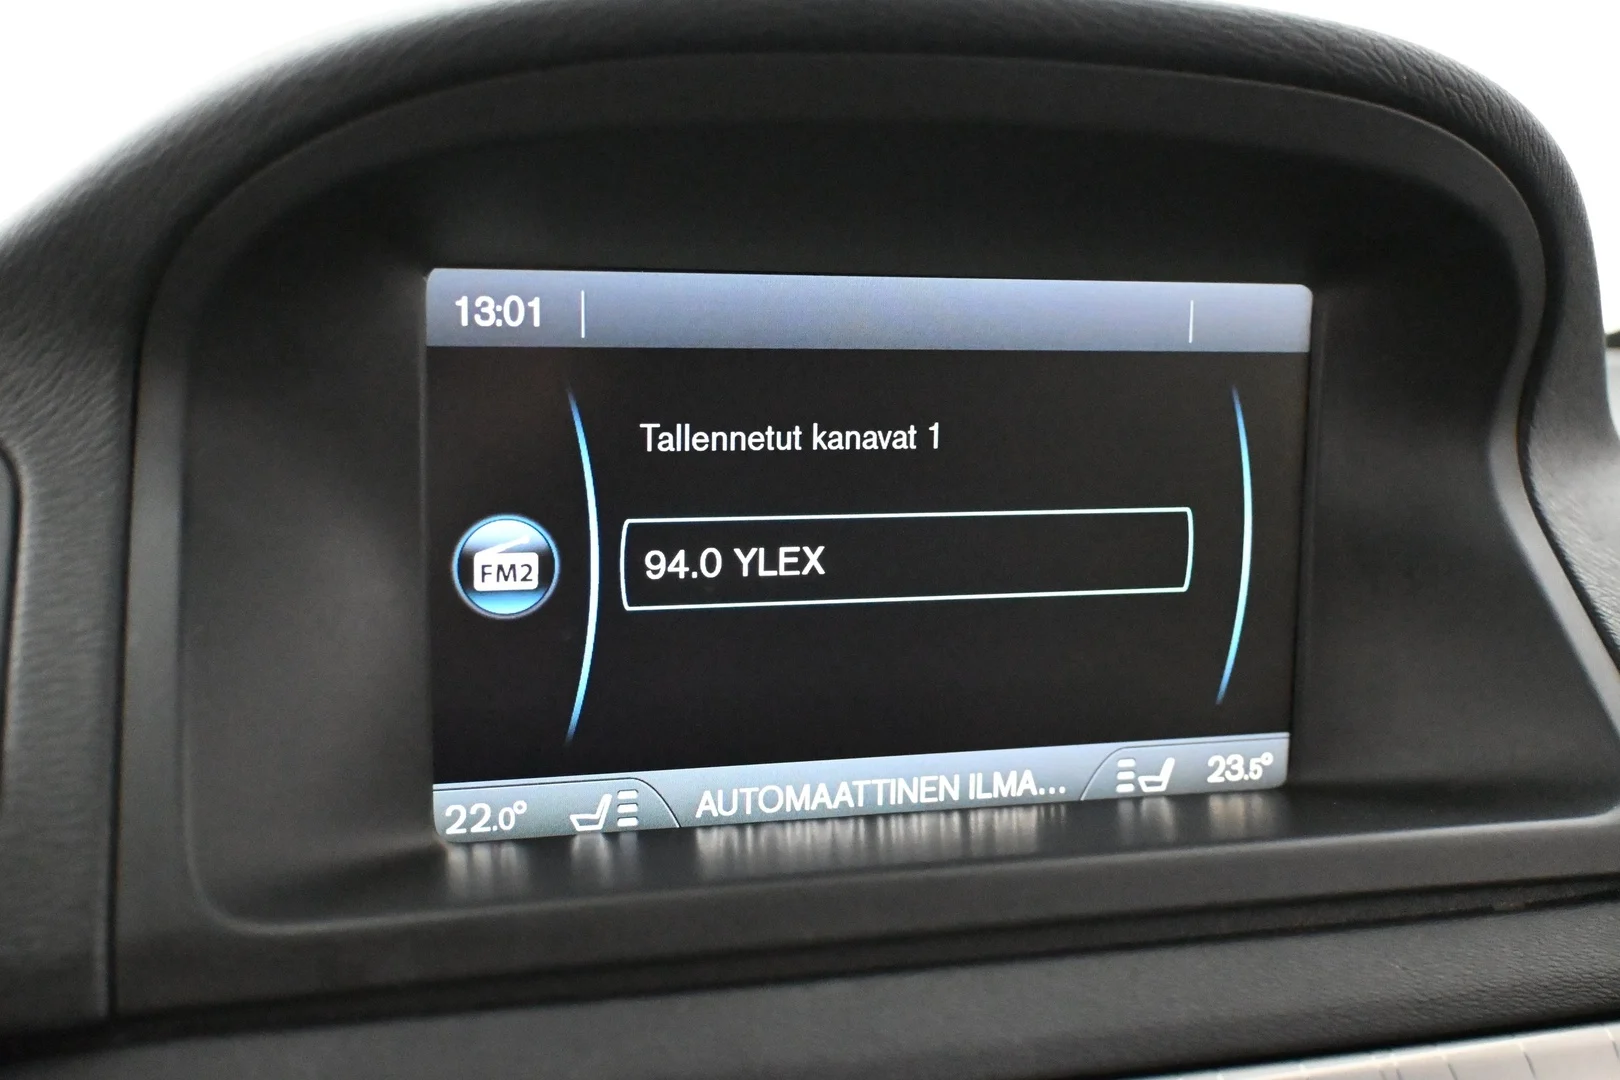 13:01
Tallennetut kanavat 1
FM2
94.0 YLEX
22.0° AUTOMAATTINEN ILMA... 23.5°